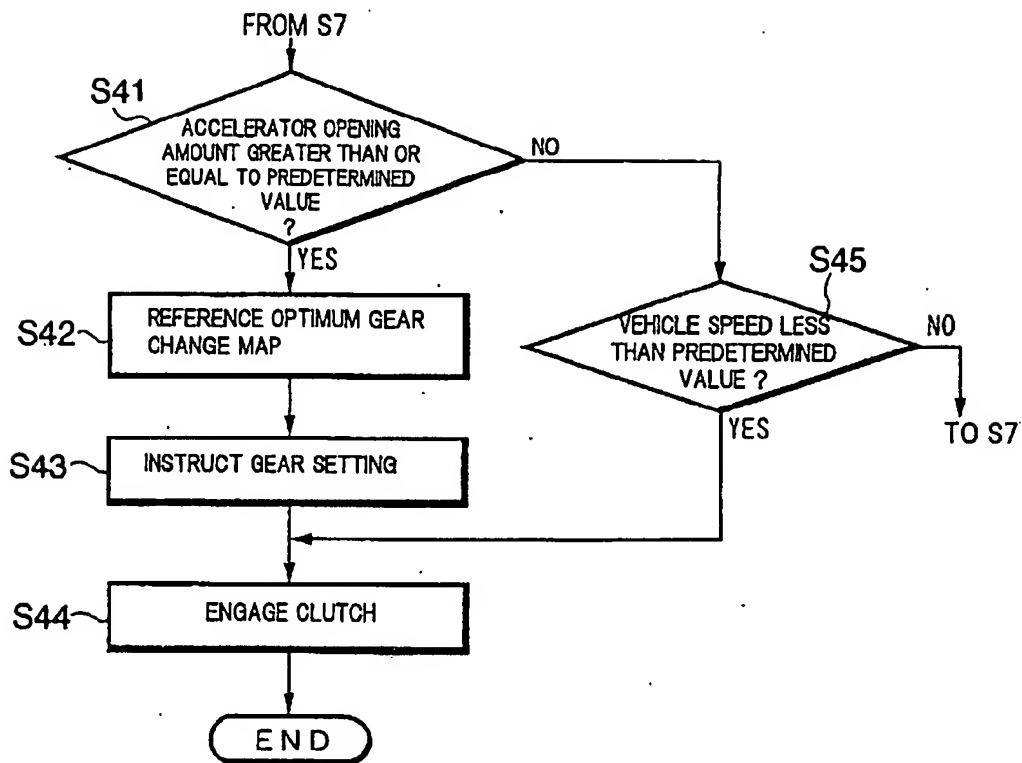 FROM S7
S41
ACCELERATOR OPENING
AMOUNT GREATER THAN OR
EQUAL TO PREDETERMINED
VALUE
?
NO
YES
S42
REFERENCE OPTIMUM GEAR
CHANGE MAP
S45
VEHICLE SPEED LESS
THAN PREDETERMINED
VALUE ?
NO
YES
TO S7
S43
INSTRUCT GEAR SETTING
S44
ENGAGE CLUTCH
END